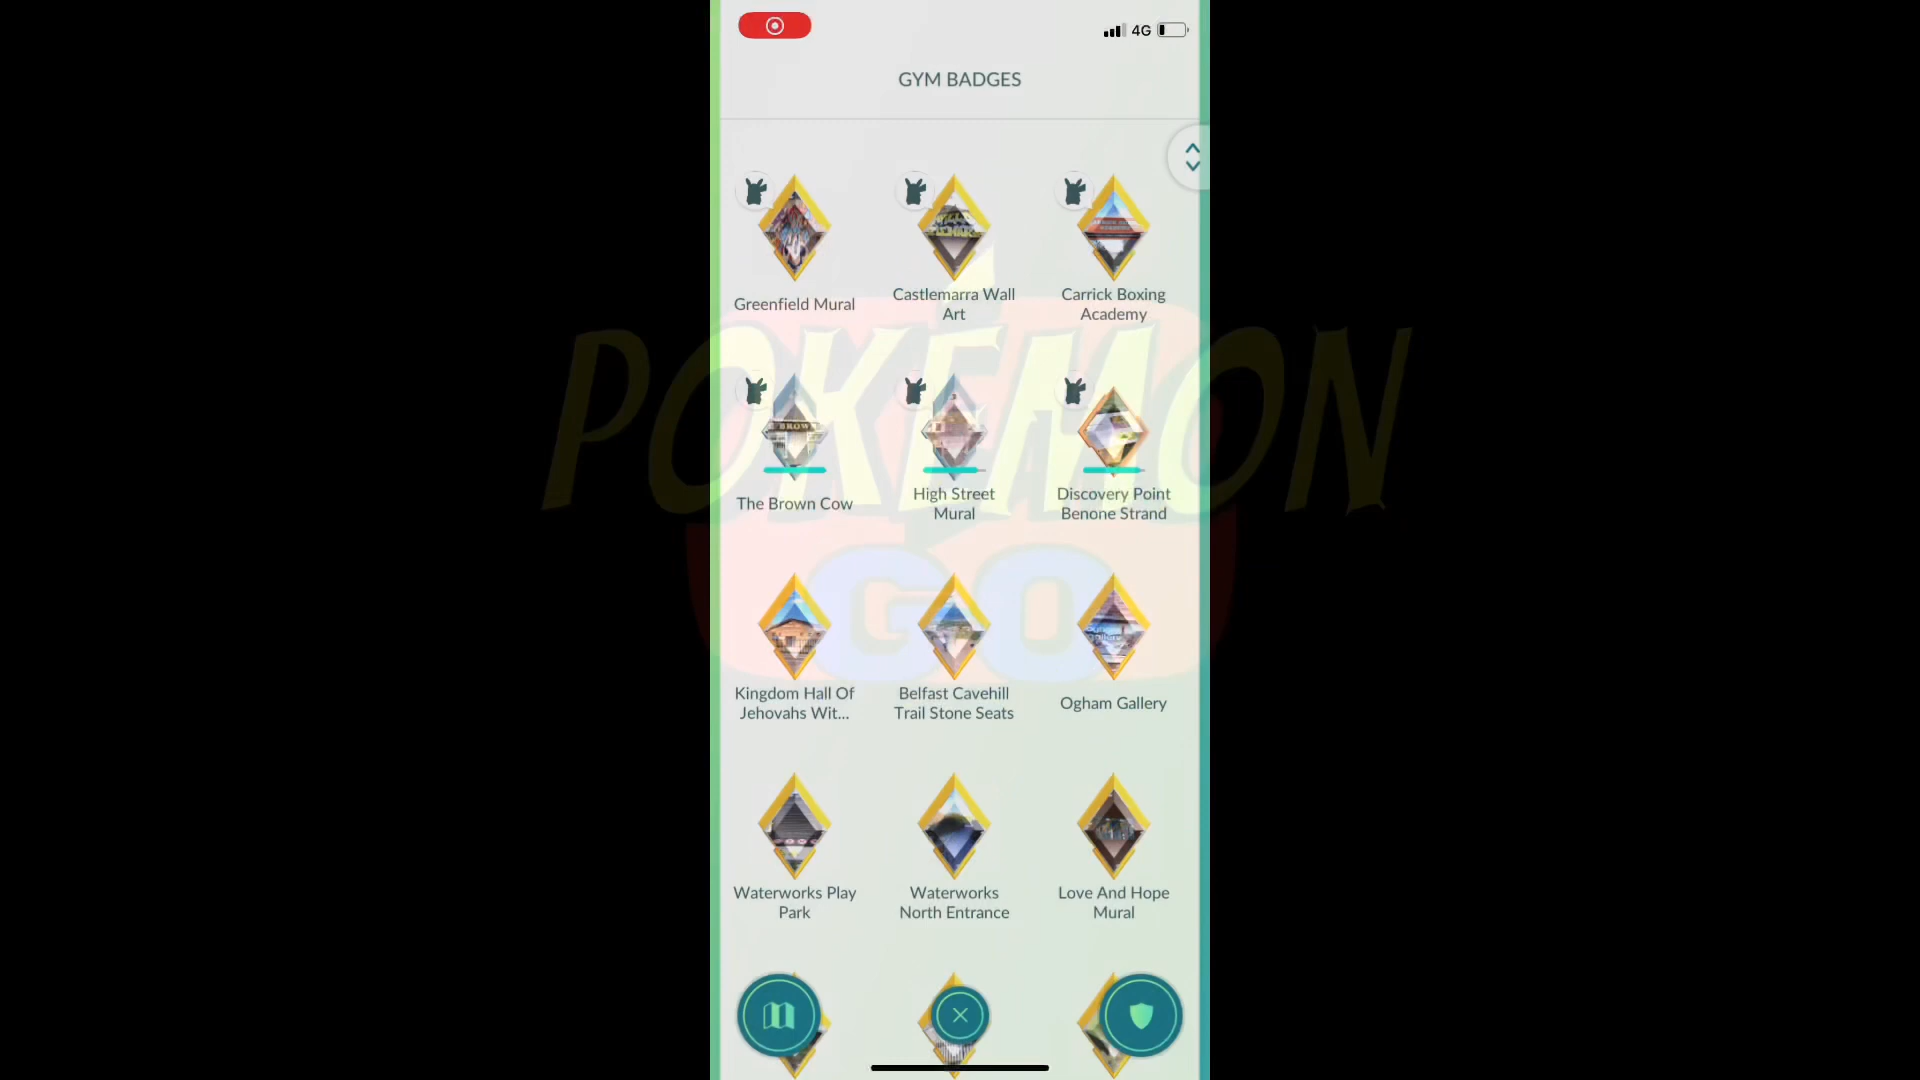 4G
GYM BADGES
Greenfield Mural
Castlemarra Wall
Art
Carrick Boxing
Academy
The Brown Cow
High Street
Mural
Discovery Point
Benone Strand
POKÉMON
GO
Kingdom Hall Of
Jehovahs Wit...
Belfast Cavehill
Trail Stone Seats
Ogham Gallery
Waterworks Play
Park
Waterworks
North Entrance
Love And Hope
Mural